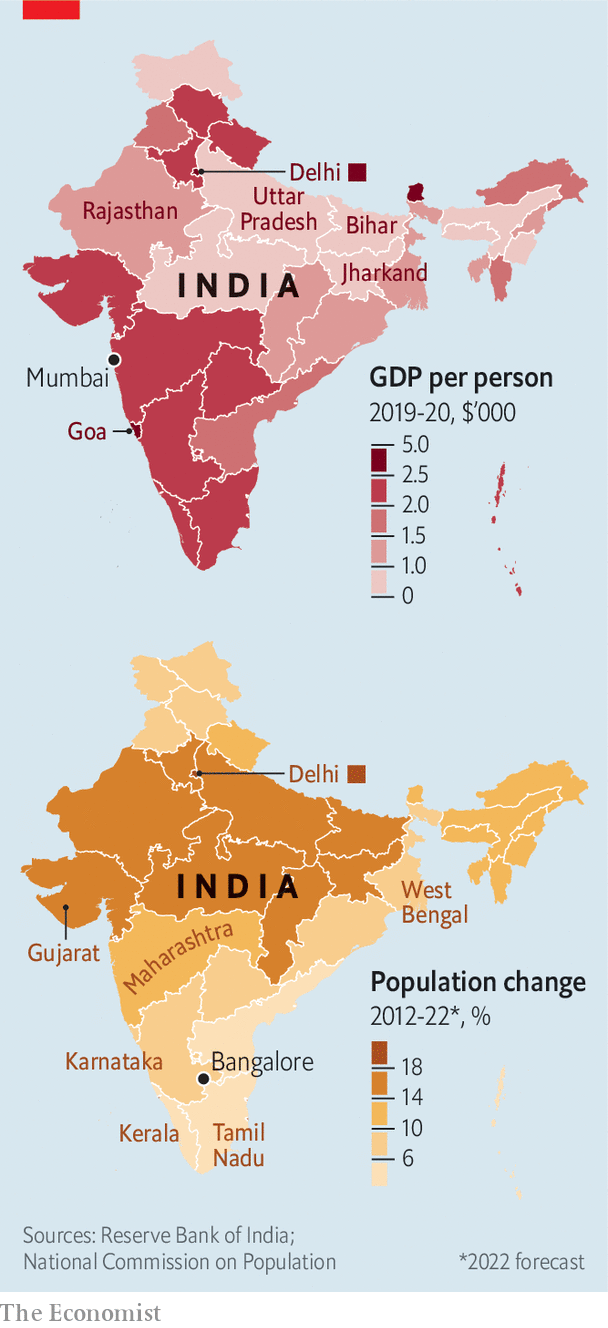 Delhi
Uttar
Pradesh
Rajasthan
Bihar
INDIA
Jharkand
Mumbai
Goa
GDP per person
2019-20, $’000
5.0
2.5
2.0
1.5
1.0
0
Delhi
INDIA
West
Bengal
Gujarat
Maharashtra
Population change
2012-22*, %
Karnataka
Bangalore
18
14
10
6
Kerala
Tamil
Nadu
Sources: Reserve Bank of India;
National Commission on Population
*2022 forecast
The Economist